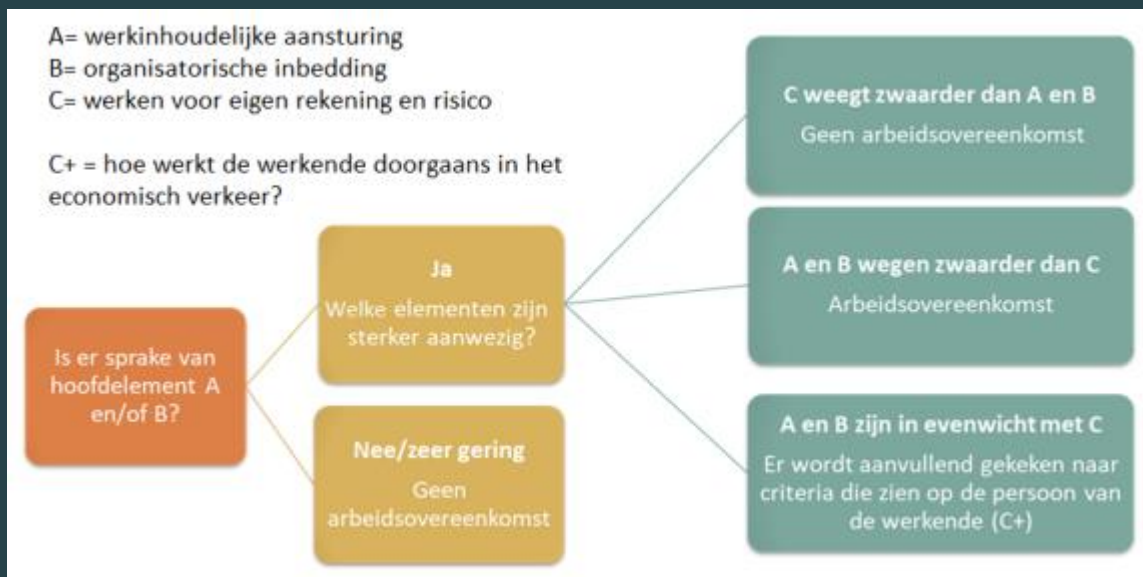 A= werkinhoudelijke aansturing
B= organisatorische inbedding
C= werken voor eigen rekening en risico
C+ = hoe werkt de werkende doorgaans in het
economisch verkeer?
Is er sprake van
hoofdelement A
en/of B?
Ja
Welke elementen zijn
sterker aanwezig?
Nee/zeer gering
Geen
arbeidsovereenkomst
C weegt zwaarder dan A en B
Geen arbeidsovereenkomst
A en B wegen zwaarder dan C
Arbeidsovereenkomst
A en B zijn in evenwicht met C
Er wordt aanvullend gekeken naar
criteria die zien op de persoon van
de werkende (C+)